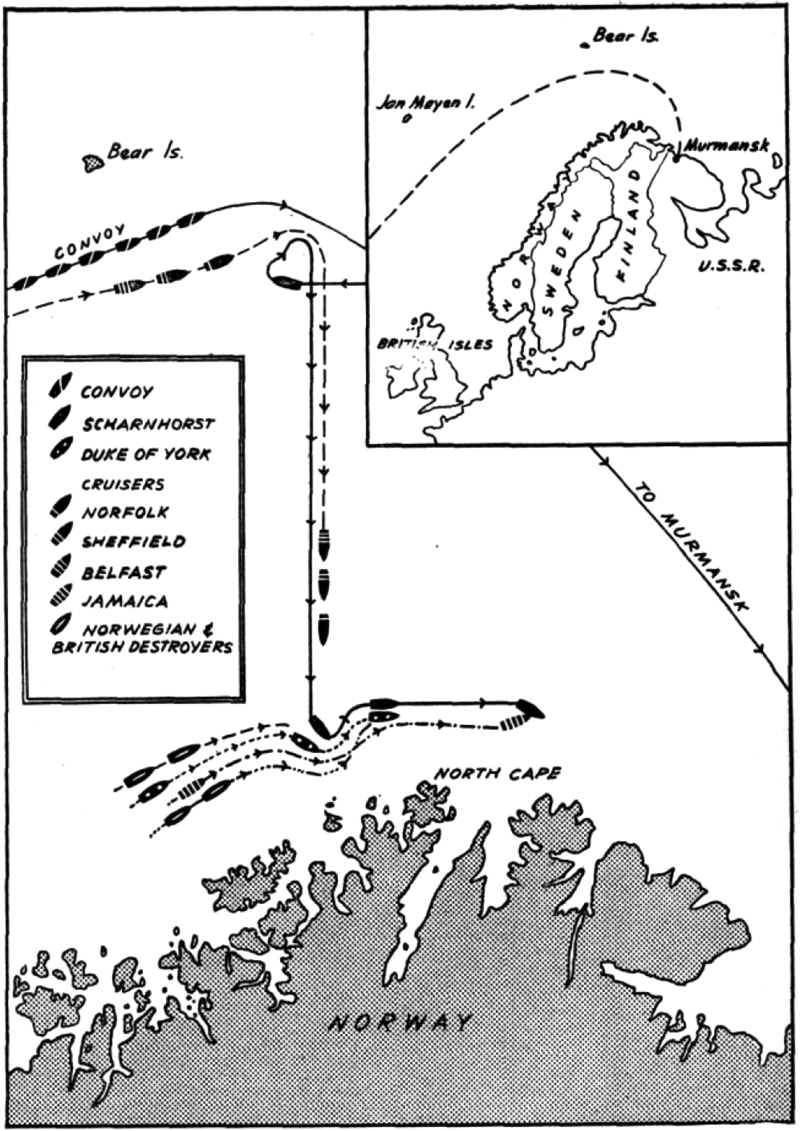 Bear Is.
Jan Mayen I.
Murmansk
NORWAY
SWEDEN
FINLAND
U.S.S.R.
BRITISH ISLES
Bear Is.
CONVOY
CONVOY
SCHARNHORST
DUKE OF YORK
CRUISERS
NORFOLK
SHEFFIELD
BELFAST
JAMAICA
NORWEGIAN &
BRITISH DESTROYERS
TO MURMANSK
NORTH CAPE
NORWAY